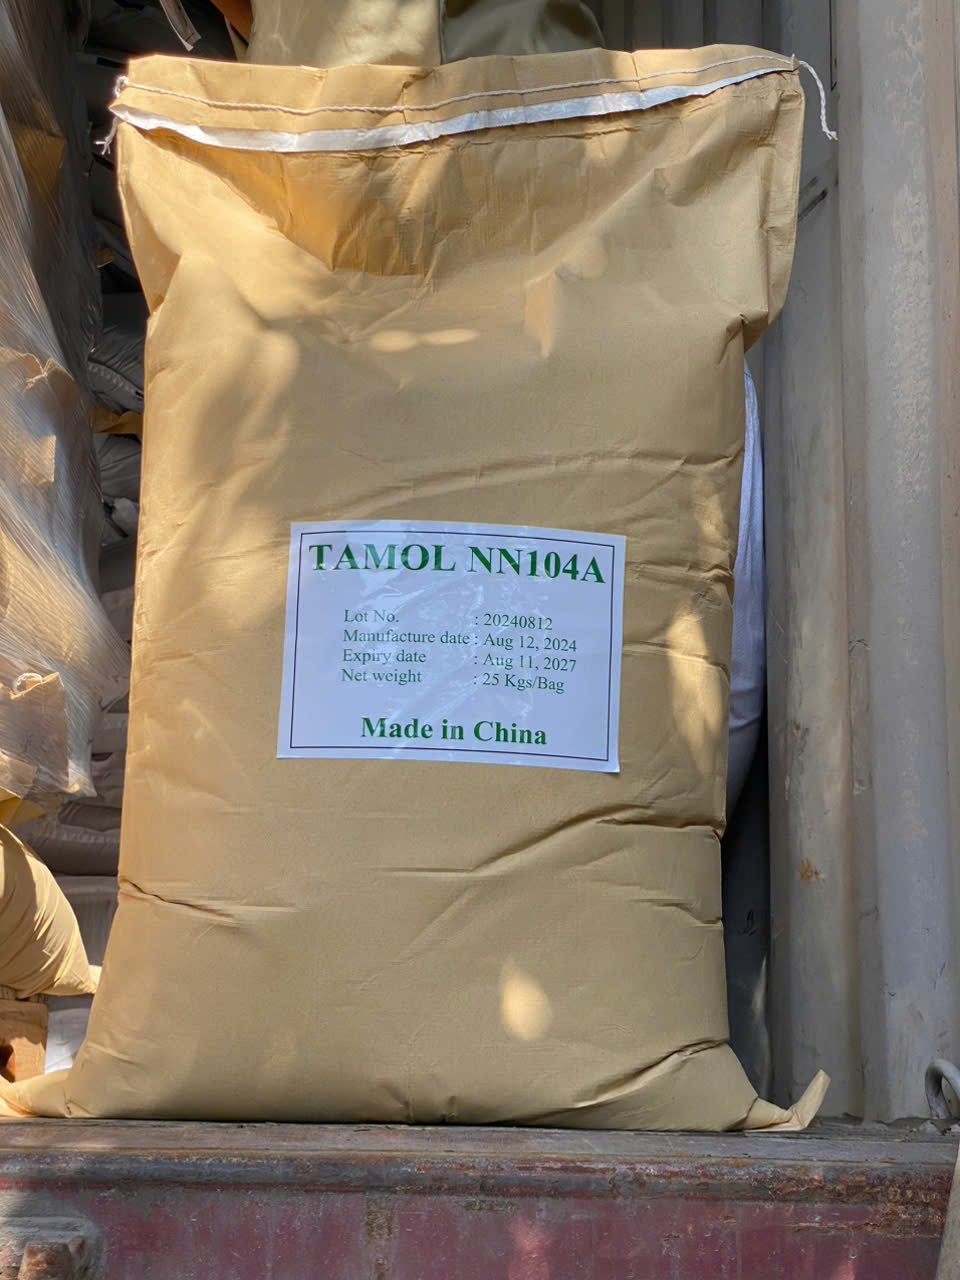 TAMOL NN104A
Lot No. : 20240812
Manufacture date : Aug 12, 2024
Expiry date : Aug 11, 2027
Net weight : 25 Kgs/Bag
Made in China